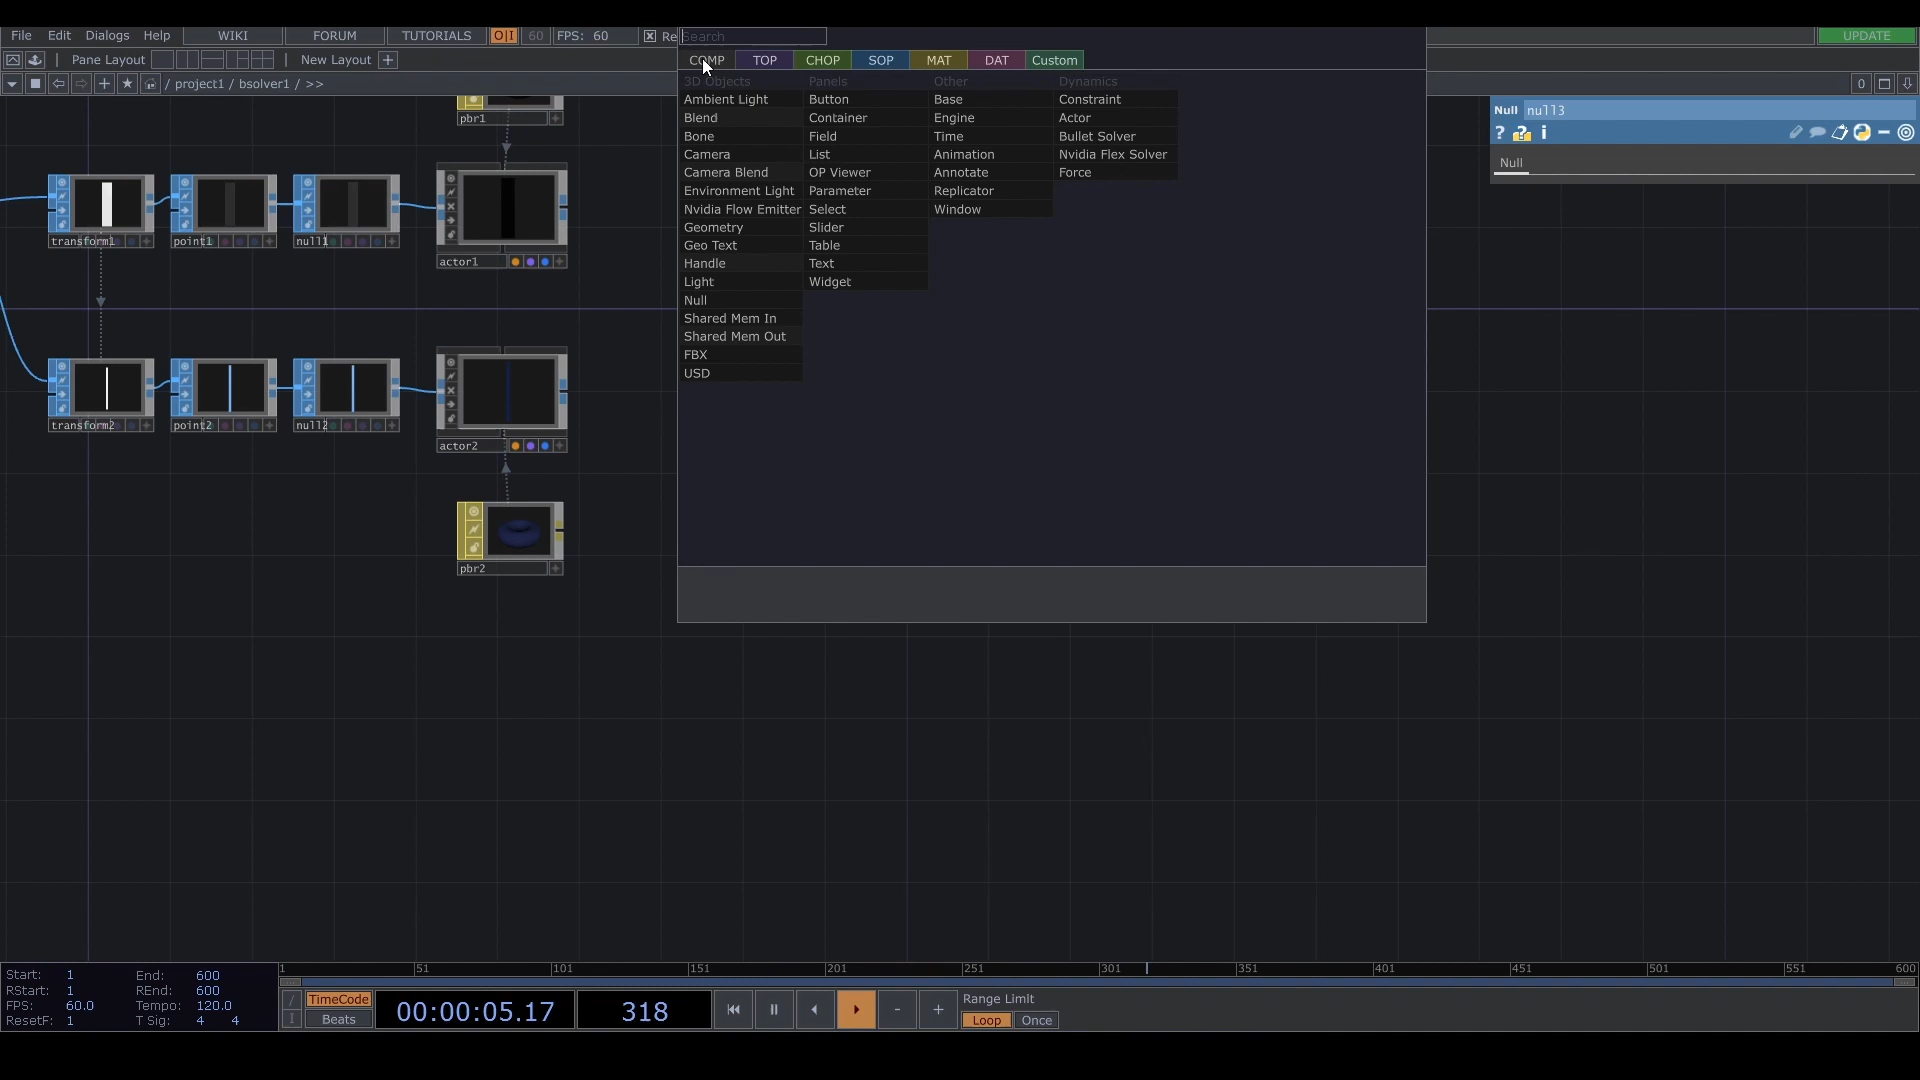 File Edit Dialogs Help WIKI FORUM TUTORIALS O|I 60 FPS: 60 Re Search UPDATE
Pane Layout New Layout + COMP TOP CHOP SOP MAT DAT Custom
/ project1 / bsolver1 / >> 0
3D Objects Panels Other Dynamics
Ambient Light Button Base Constraint
Blend Container Engine Actor
Bone Field Time Bullet Solver
Camera List Animation Nvidia Flex Solver
Camera Blend OP Viewer Annotate Force
Environment Light Parameter Replicator
Nvidia Flow Emitter Select Window
Geometry Slider
Geo Text Table
Handle Text
Light Widget
Null
Shared Mem In
Shared Mem Out
FBX
USD
Null null3
? ? i
Null
pbr1
transform1 point1 null1 actor1
transform2 point2 null2 actor2
pbr2
1 51 101 151 201 251 301 351 401 451 501 551 600
Start: 1 End: 600
RStart: 1 REnd: 600
FPS: 60.0 Tempo: 120.0
ResetF: 1 T Sig: 4 4
TimeCode
Beats
00:00:05.17 318
- +
Range Limit
Loop Once